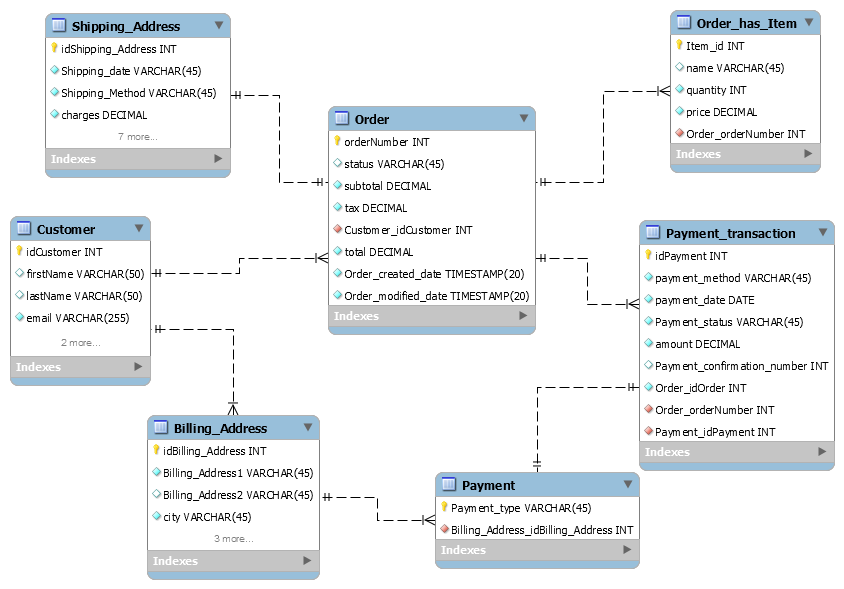 Shipping_Address
idShipping_Address INT
Shipping_date VARCHAR(45)
Shipping_Method VARCHAR(45)
charges DECIMAL
7 more...
Indexes
Order_has_Item
Item_id INT
name VARCHAR(45)
quantity INT
price DECIMAL
Order_orderNumber INT
Indexes
Order
orderNumber INT
status VARCHAR(45)
subtotal DECIMAL
tax DECIMAL
Customer_idCustomer INT
total DECIMAL
Order_created_date TIMESTAMP(20)
Order_modified_date TIMESTAMP(20)
Indexes
Customer
idCustomer INT
firstName VARCHAR(50)
lastName VARCHAR(50)
email VARCHAR(255)
2 more...
Indexes
Payment_transaction
idPayment INT
payment_method VARCHAR(45)
payment_date DATE
Payment_status VARCHAR(45)
amount DECIMAL
Payment_confirmation_number INT
Order_idOrder INT
Order_orderNumber INT
Payment_idPayment INT
Indexes
Billing_Address
idBilling_Address INT
Billing_Address1 VARCHAR(45)
Billing_Address2 VARCHAR(45)
city VARCHAR(45)
3 more...
Indexes
Payment
Payment_type VARCHAR(45)
Billing_Address_idBilling_Address INT
Indexes